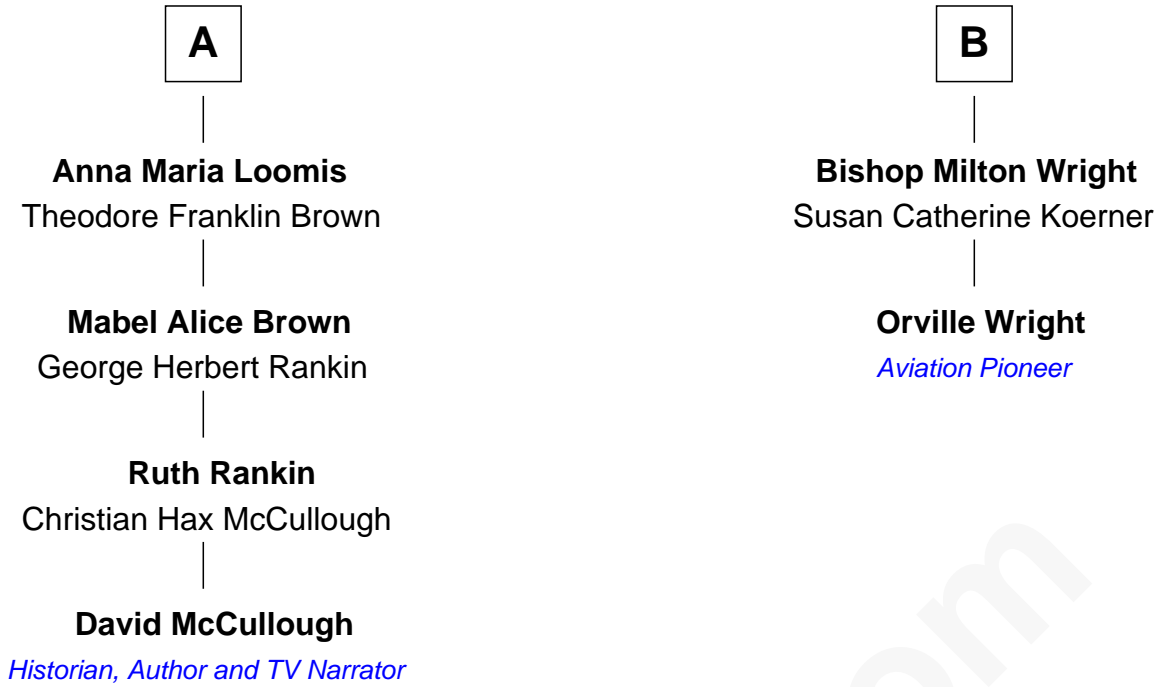 A
Anna Maria Loomis
Theodore Franklin Brown
Mabel Alice Brown
George Herbert Rankin
Ruth Rankin
Christian Hax McCullough
David McCullough
Historian, Author and TV Narrator
B
Bishop Milton Wright
Susan Catherine Koerner
Orville Wright
Aviation Pioneer
om